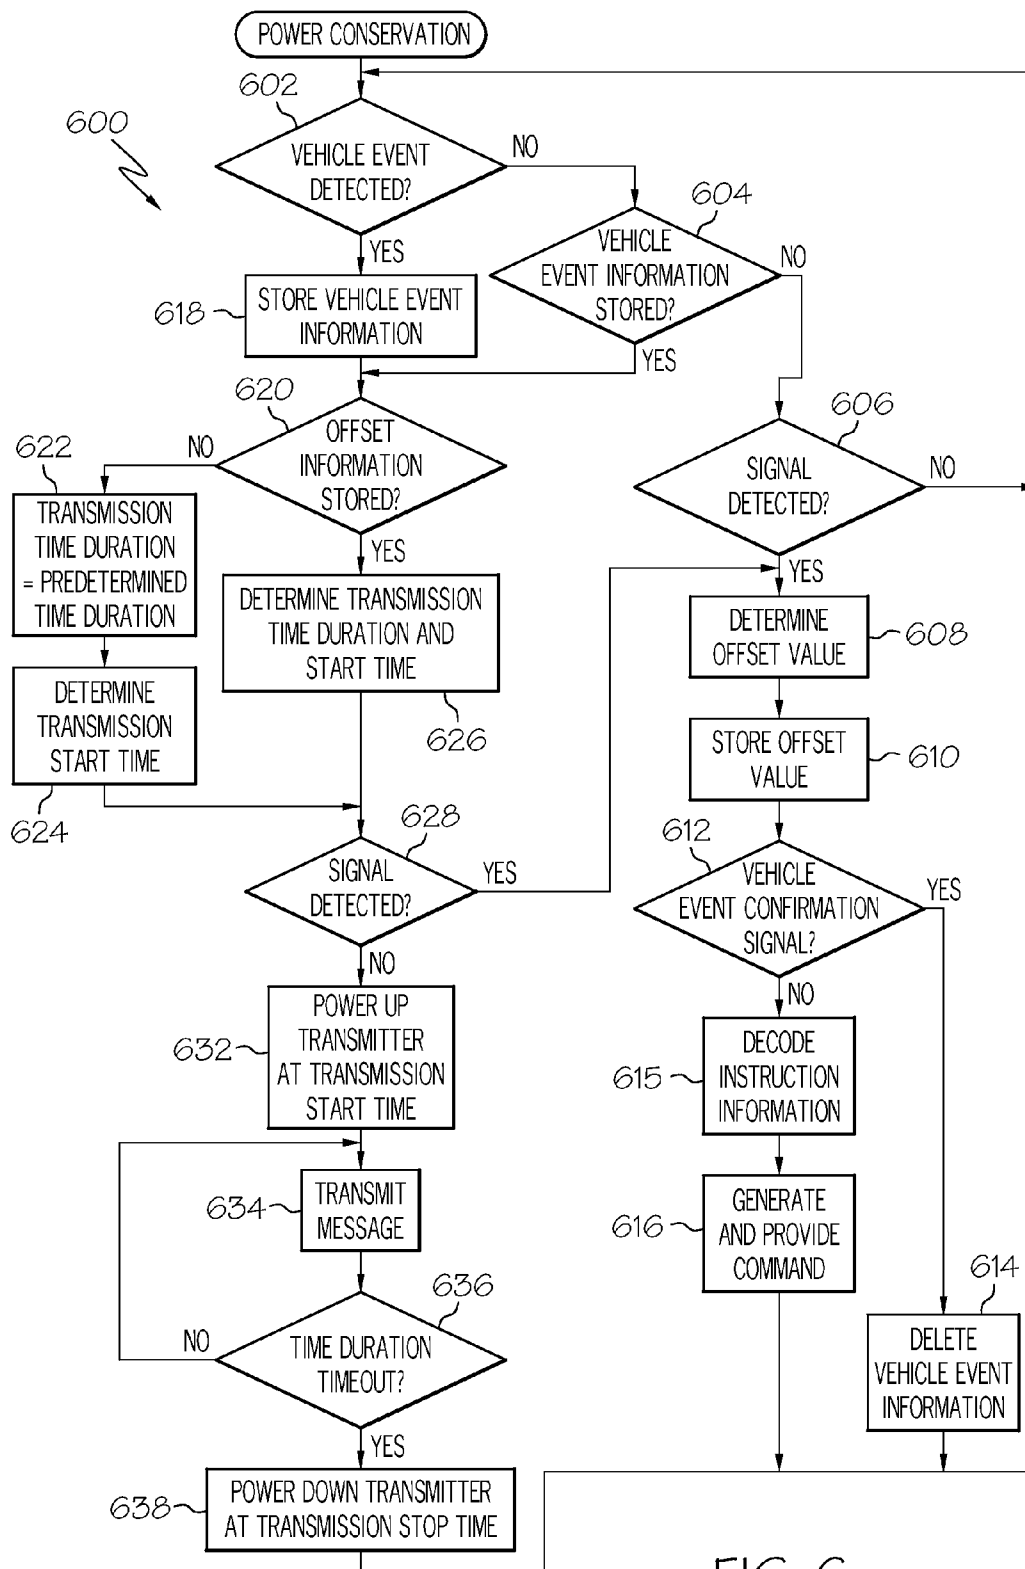 POWER CONSERVATION
600
602
VEHICLE EVENT
DETECTED?
NO
YES
604
VEHICLE
EVENT INFORMATION
STORED?
NO
YES
618
STORE VEHICLE EVENT
INFORMATION
620
OFFSET
INFORMATION
STORED?
NO
YES
606
SIGNAL
DETECTED?
NO
YES
622
TRANSMISSION
TIME DURATION
= PREDETERMINED
TIME DURATION
DETERMINE TRANSMISSION
TIME DURATION AND
START TIME
626
DETERMINE
OFFSET VALUE
608
DETERMINE
TRANSMISSION
START TIME
624
STORE OFFSET
VALUE
610
628
SIGNAL
DETECTED?
YES
NO
612
VEHICLE
EVENT CONFIRMATION
SIGNAL?
YES
NO
632
POWER UP
TRANSMITTER
AT TRANSMISSION
START TIME
615
DECODE
INSTRUCTION
INFORMATION
634
TRANSMIT
MESSAGE
616
GENERATE
AND PROVIDE
COMMAND
636
TIME DURATION
TIMEOUT?
NO
YES
614
DELETE
VEHICLE EVENT
INFORMATION
638
POWER DOWN TRANSMITTER
AT TRANSMISSION STOP TIME
FIG. 6